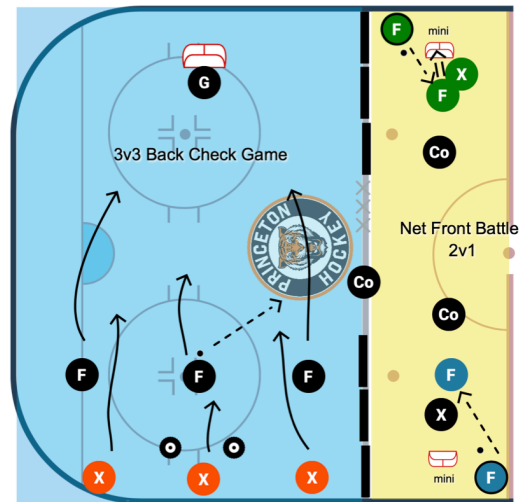 F
mini
G
X
F
Co
3v3 Back Check Game
PRINCETON
HOCKEY
Net Front Battle
2v1
Co
Co
F
F
F
F
X
X
X
X
mini
F